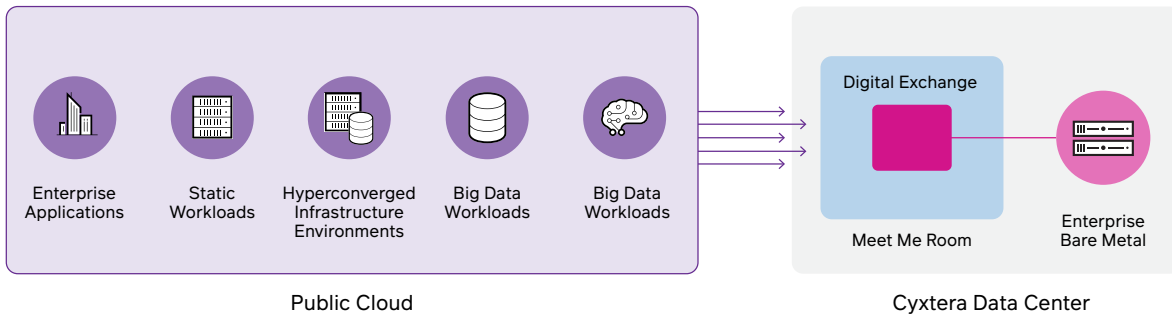 Enterprise
Applications
Static
Workloads
Hyperconverged
Infrastructure
Environments
Big Data
Workloads
Big Data
Workloads
Public Cloud
Digital Exchange
Meet Me Room
Enterprise
Bare Metal
Cyxtera Data Center